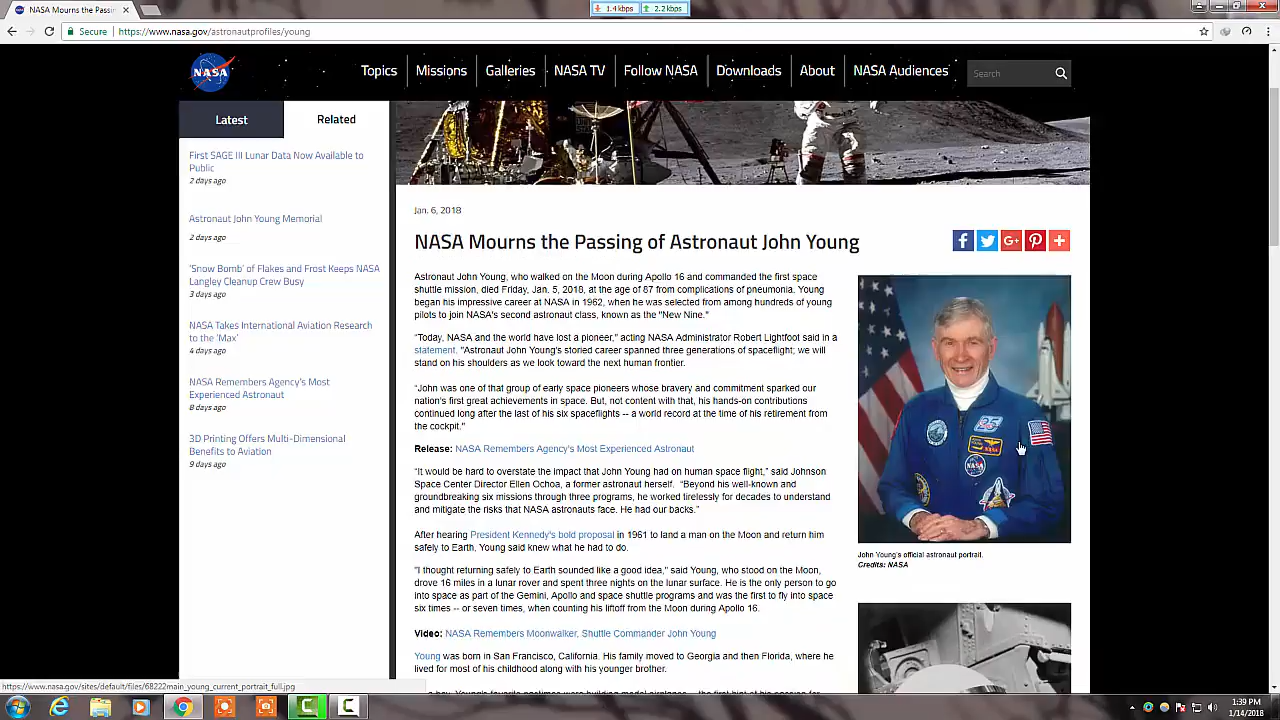 NASA Mourns the Passin
1.4 kbps
2.2 kbps
Secure
https://www.nasa.gov/astronautprofiles/young
NASA
Topics
Missions
Galleries
NASA TV
Follow NASA
Downloads
About
NASA Audiences
Search
Latest
Related
First SAGE III Lunar Data Now Available to
Public
2 days ago
Astronaut John Young Memorial
2 days ago
'Snow Bomb' of Flakes and Frost Keeps NASA
Langley Cleanup Crew Busy
3 days ago
NASA Takes International Aviation Research
to the 'Max'
4 days ago
NASA Remembers Agency's Most
Experienced Astronaut
8 days ago
3D Printing Offers Multi-Dimensional
Benefits to Aviation
9 days ago
Jan. 6, 2018
NASA Mourns the Passing of Astronaut John Young
Astronaut John Young, who walked on the Moon during Apollo 16 and commanded the first space
shuttle mission, died Friday, Jan. 5, 2018, at the age of 87 from complications of pneumonia. Young
began his impressive career at NASA in 1962, when he was selected from among hundreds of young
pilots to join NASA's second astronaut class, known as the "New Nine."
"Today, NASA and the world have lost a pioneer," acting NASA Administrator Robert Lightfoot said in a
statement. "Astronaut John Young's storied career spanned three generations of spaceflight; we will
stand on his shoulders as we look toward the next human frontier.
"John was one of that group of early space pioneers whose bravery and commitment sparked our
nation's first great achievements in space. But, not content with that, his hands-on contributions
continued long after the last of his six spaceflights -- a world record at the time of his retirement from
the cockpit."
Release: NASA Remembers Agency's Most Experienced Astronaut
"It would be hard to overstate the impact that John Young had on human space flight," said Johnson
Space Center Director Ellen Ochoa, a former astronaut herself. "Beyond his well-known and
groundbreaking six missions through three programs, he worked tirelessly for decades to understand
and mitigate the risks that NASA astronauts face. He had our backs."
After hearing President Kennedy's bold proposal in 1961 to land a man on the Moon and return him
safely to Earth, Young said knew what he had to do.
"I thought returning safely to Earth sounded like a good idea," said Young, who stood on the Moon,
drove 16 miles in a lunar rover and spent three nights on the lunar surface. He is the only person to go
into space as part of the Gemini, Apollo and space shuttle programs and was the first to fly into space
six times -- or seven times, when counting his liftoff from the Moon during Apollo 16.
Video: NASA Remembers Moonwalker, Shuttle Commander John Young
Young was born in San Francisco, California. His family moved to Georgia and then Florida, where he
lived for most of his childhood along with his younger brother.
John Young's official astronaut portrait.
Credits: NASA
https://www.nasa.gov/sites/default/files/68222main_young_current_portrait_full.jpg
1:39 PM
1/14/2018